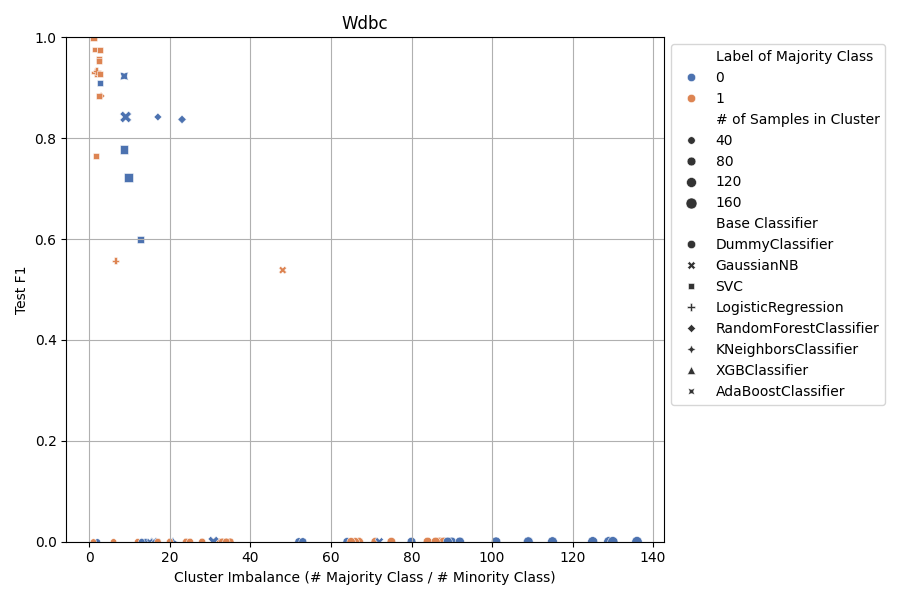 Wdbc
1.0
0.8
0.6
0.4
0.2
0.0
Test F1
0 20 40 60 80 100 120 140
Cluster Imbalance (# Majority Class / # Minority Class)
Label of Majority Class
0
1
# of Samples in Cluster
40
80
120
160
Base Classifier
DummyClassifier
GaussianNB
SVC
LogisticRegression
RandomForestClassifier
KNeighborsClassifier
XGBClassifier
AdaBoostClassifier